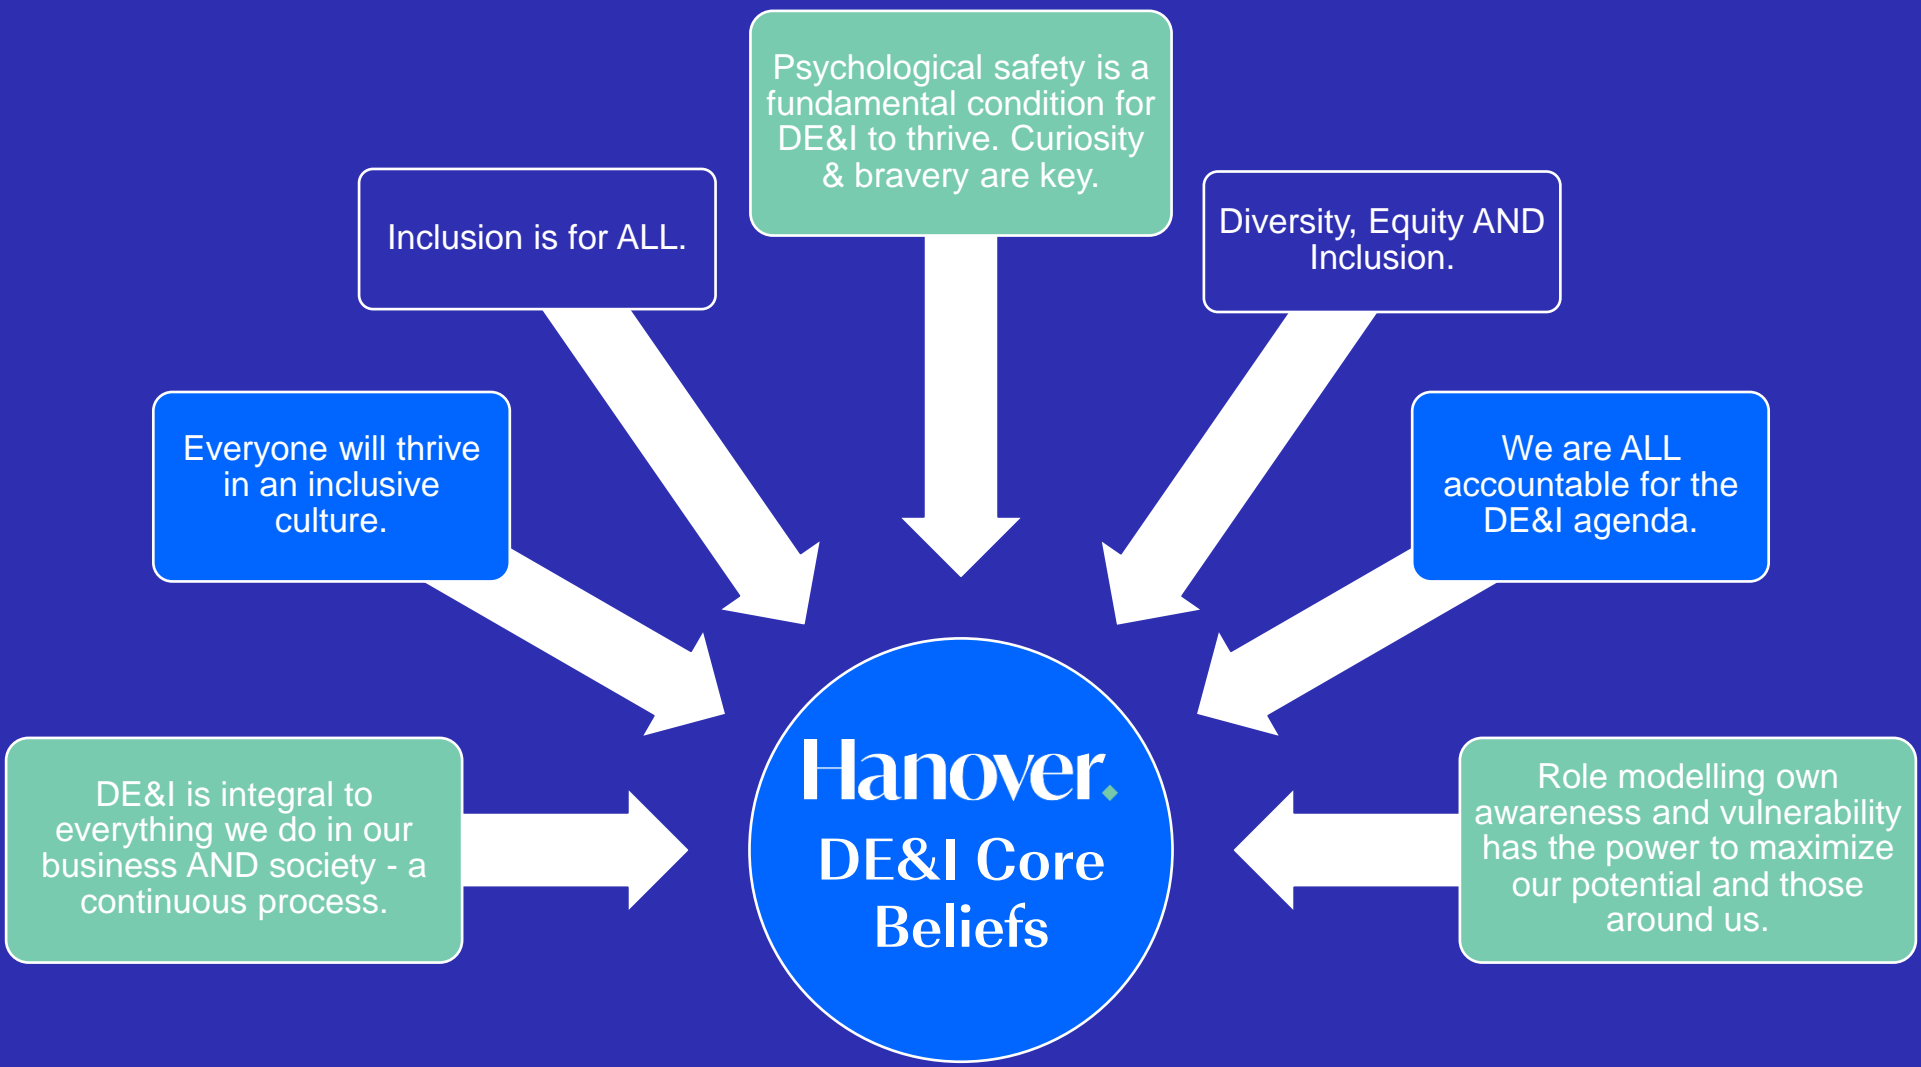 Psychological safety is a
fundamental condition for
DE&I to thrive. Curiosity
& bravery are key.
Inclusion is for ALL.
Diversity, Equity AND
Inclusion.
Everyone will thrive
in an inclusive
culture.
We are ALL
accountable for the
DE&I agenda.
DE&I is integral to
everything we do in our
business AND society - a
continuous process.
Hanover.
DE&I Core
Beliefs
Role modelling own
awareness and vulnerability
has the power to maximize
our potential and those
around us.